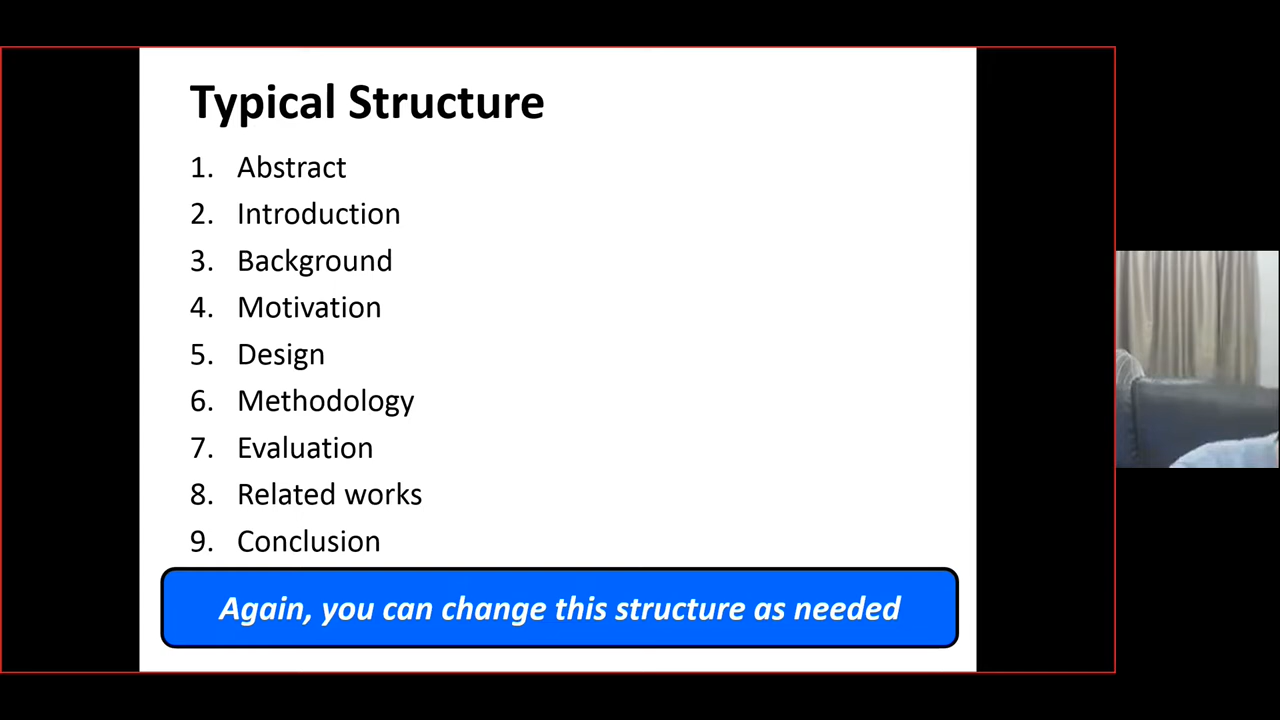 Typical Structure
1. Abstract
2. Introduction
3. Background
4. Motivation
5. Design
6. Methodology
7. Evaluation
8. Related works
9. Conclusion
Again, you can change this structure as needed